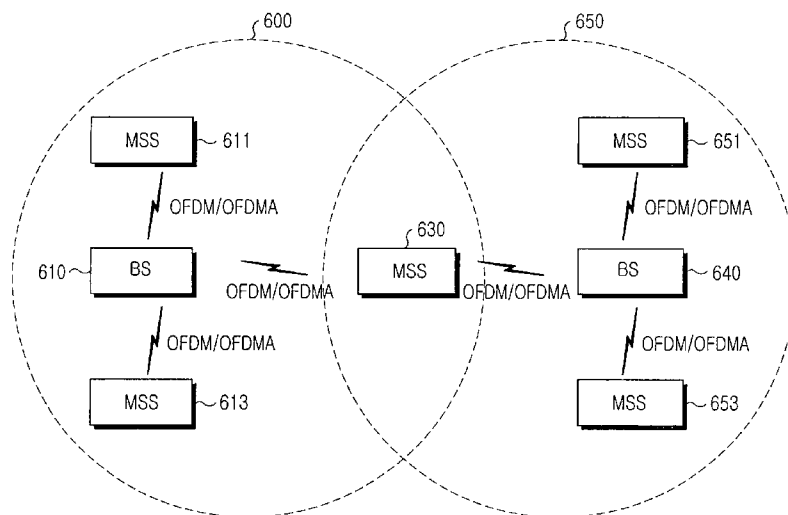 600
650
MSS
611
MSS
651
OFDM/OFDMA
OFDM/OFDMA
630
610
BS
MSS
BS
640
OFDM/OFDMA
OFDM/OFDMA
OFDM/OFDMA
OFDM/OFDMA
MSS
613
MSS
653